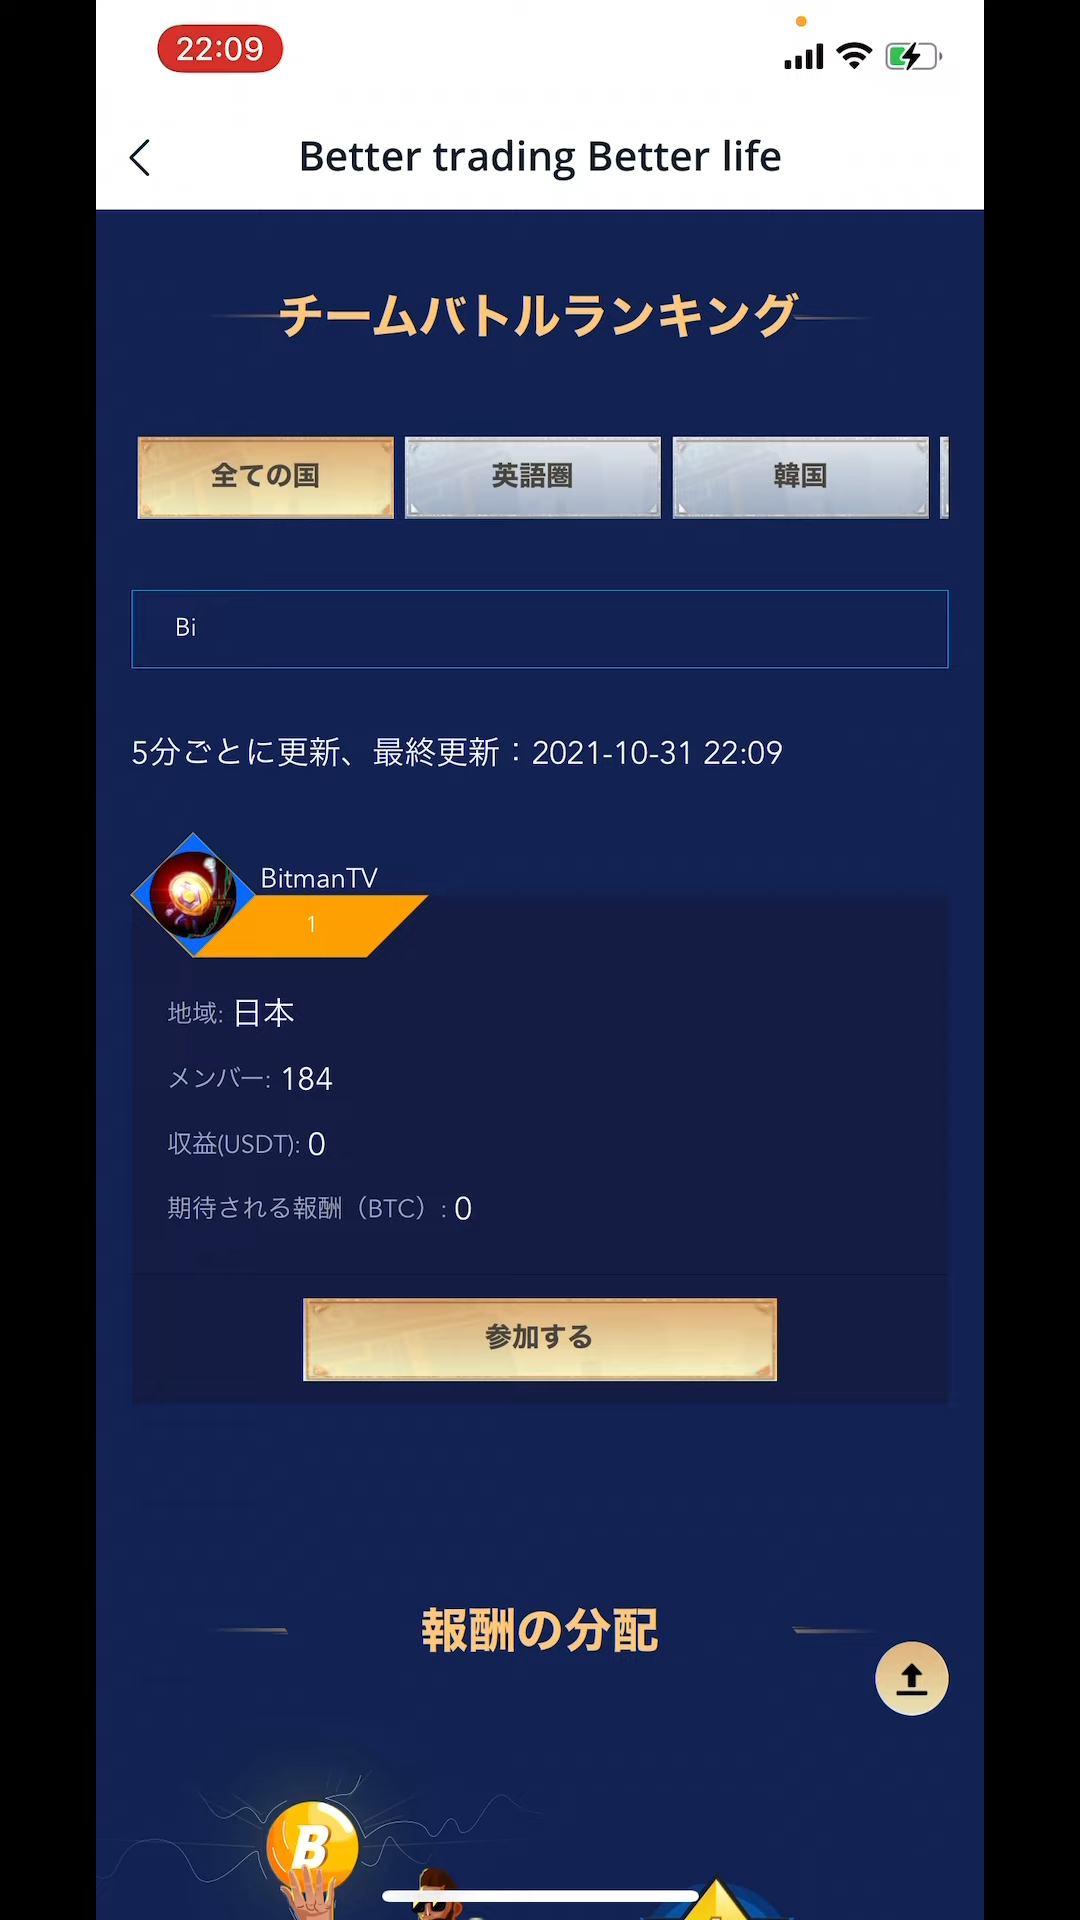 22:09
Better trading Better life
チームバトルランキング
全ての国 英語圏 韓国
Bi
5分ごとに更新、最終更新：2021-10-31 22:09
BitmanTV
1
地域: 日本
メンバー: 184
収益(USDT): 0
期待される報酬（BTC）: 0
参加する
報酬の分配
B